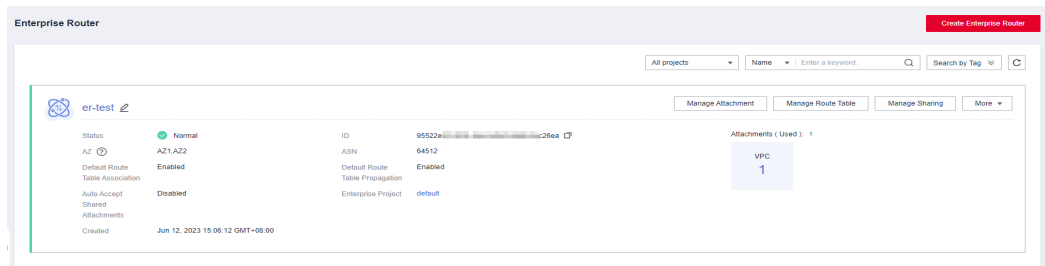 Enterprise Router
Create Enterprise Router
All projects
Name
Enter a keyword.
Search by Tag
er-test
Manage Attachment
Manage Route Table
Manage Sharing
More
Status
Normal
ID
95522e
c26ea
Attachments ( Used ): 1
AZ
AZ1,AZ2
ASN
64512
VPC
1
Default Route
Table Association
Enabled
Default Route
Table Propagation
Enabled
Auto Accept
Shared
Attachments
Disabled
Enterprise Project
default
Created
Jun 12, 2023 15:06:12 GMT+08:00